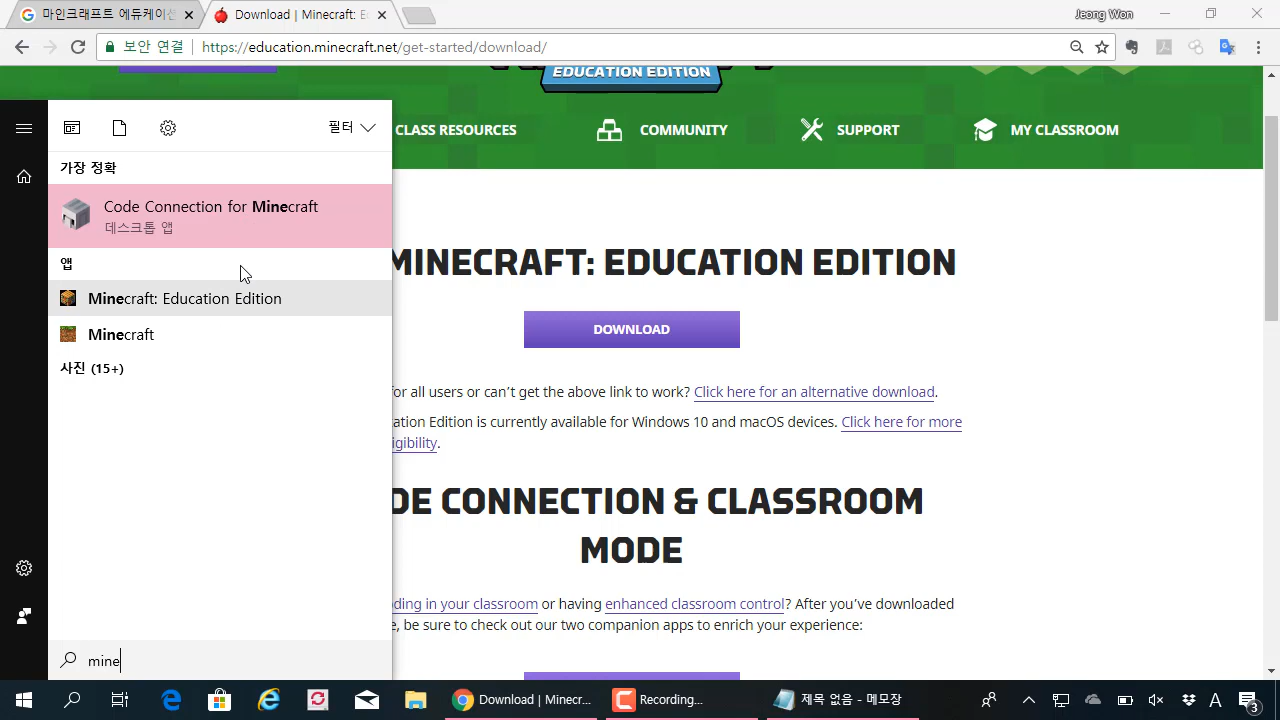 마인크래프트 에듀케이션
Download | Minecraft: Ed
Jeong Won
보안 연결
https://education.minecraft.net/get-started/download/
EDUCATION EDITION
CLASS RESOURCES
COMMUNITY
SUPPORT
MY CLASSROOM
필터
가장 정확
Code Connection for Minecraft
데스크톱 앱
앱
Minecraft: Education Edition
Minecraft
사진 (15+)
mine
MINECRAFT: EDUCATION EDITION
DOWNLOAD
for all users or can't get the above link to work? Click here for an alternative download.
cation Edition is currently available for Windows 10 and macOS devices. Click here for more
igibility.
DE CONNECTION & CLASSROOM
MODE
ding in your classroom or having enhanced classroom control? After you've downloaded
e, be sure to check out our two companion apps to enrich your experience:
Download | Minecr...
Recording...
제목 없음 - 메모장
A
3